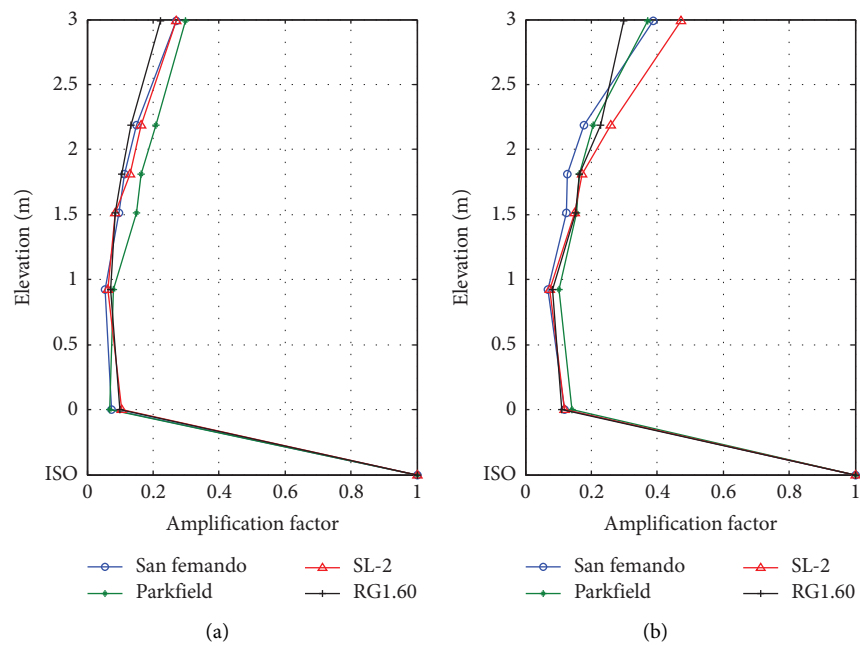 3
2.5
2
1.5
1
0.5
0
ISO
Elevation (m)
0 0.2 0.4 0.6 0.8 1
Amplification factor
San femando SL-2
Parkfield RG1.60
(a)
3
2.5
2
1.5
1
0.5
0
ISO
Elevation (m)
0 0.2 0.4 0.6 0.8 1
Amplification factor
San femando SL-2
Parkfield RG1.60
(b)